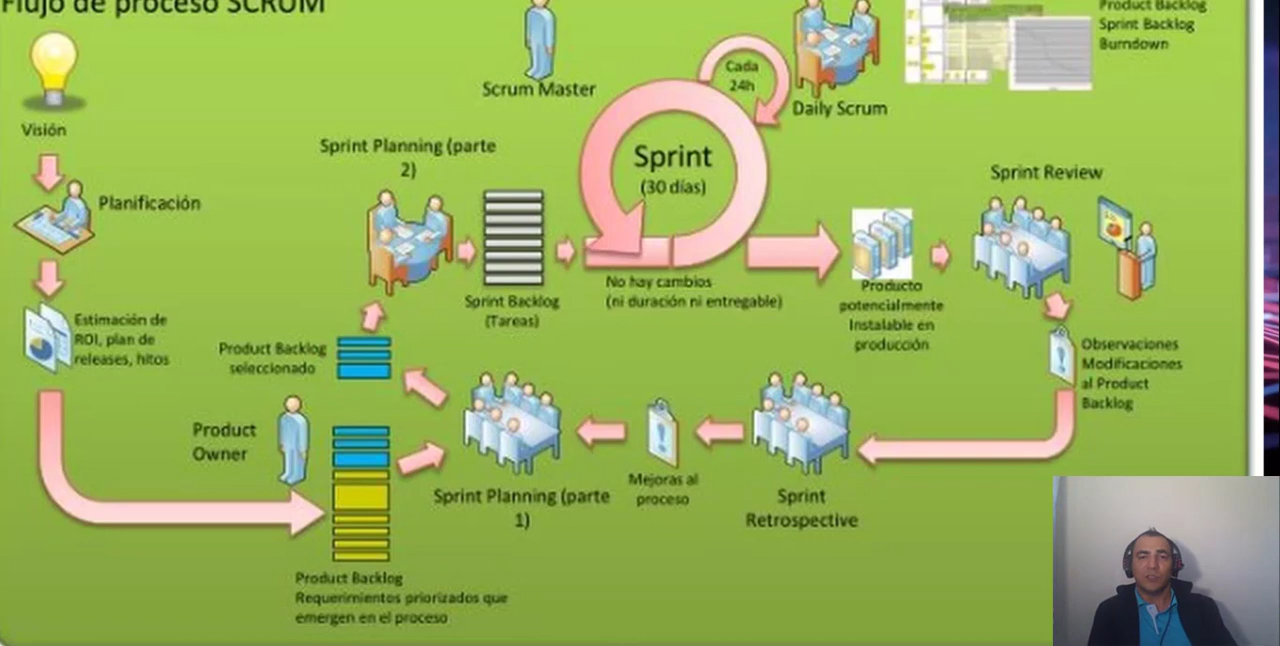 Flujo de proceso SCRUM
Visión
Planificación
Estimación de
ROI, plan de
releases, hitos
Product
Owner
Product Backlog
Requerimientos priorizados que
emergen en el proceso
Product Backlog
seleccionado
Sprint Planning (parte
1)
Sprint Planning (parte
2)
Sprint Backlog
(Tareas)
Scrum Master
Sprint
(30 días)
Cada
24h
Daily Scrum
Product Backlog
Sprint Backlog
Burndown
No hay cambios
(ni duración ni entregable)
Producto
potencialmente
Instalable en
producción
Sprint Review
Observaciones
Modificaciones
al Product
Backlog
Sprint
Retrospective
Mejoras al
proceso